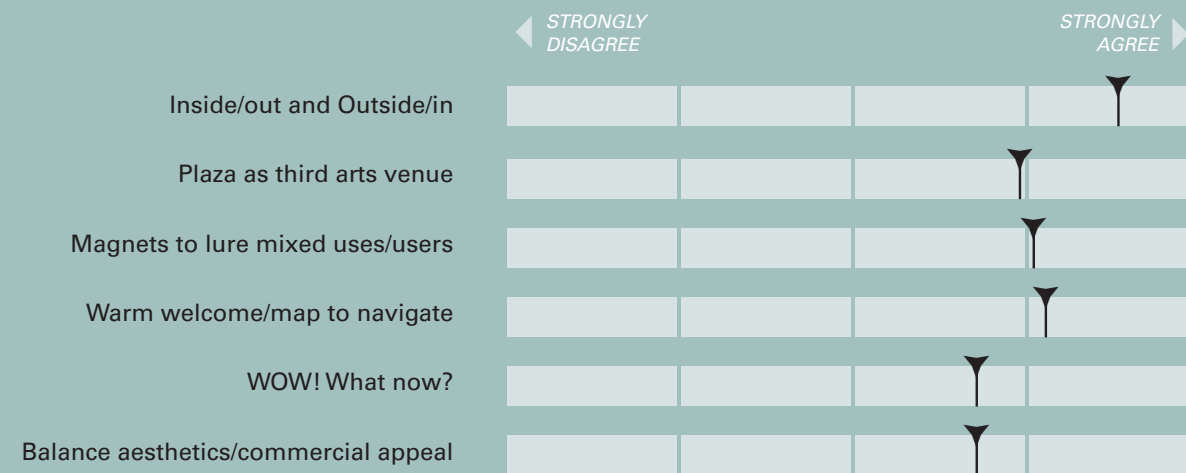 STRONGLY
DISAGREE
STRONGLY
AGREE
Inside/out and Outside/in
Plaza as third arts venue
Magnets to lure mixed uses/users
Warm welcome/map to navigate
WOW! What now?
Balance aesthetics/commercial appeal